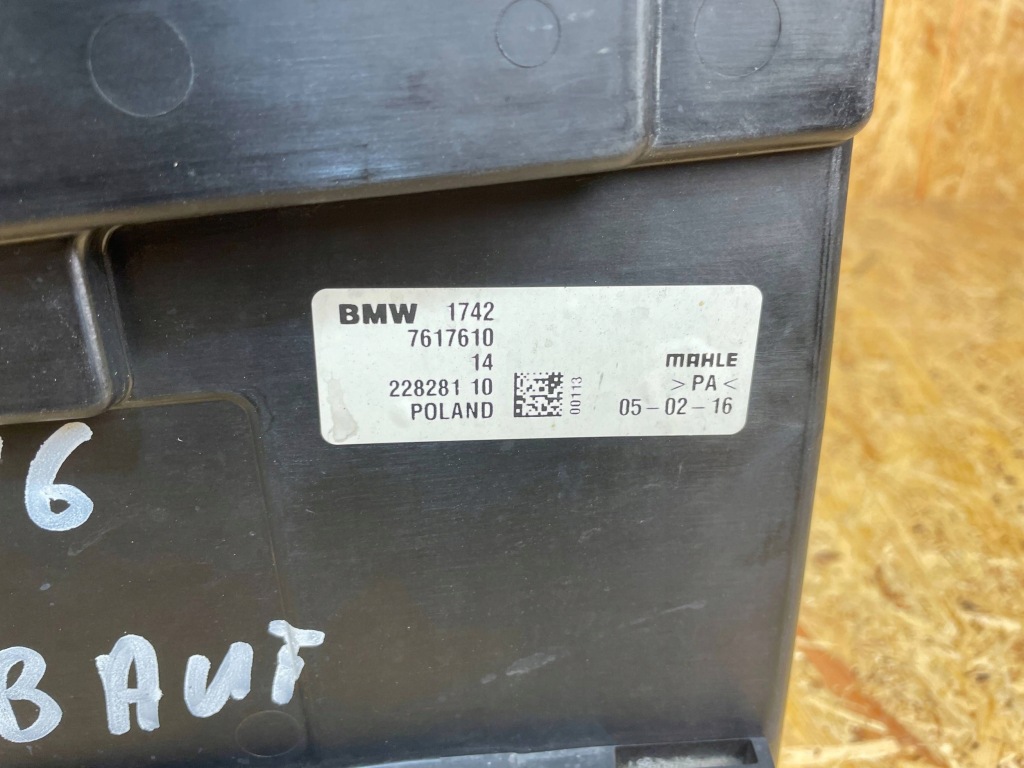 BMW 1742
7617610
14
228281 10
POLAND
00113
MAHLE
>PA<
05-02-16
6
BAUT